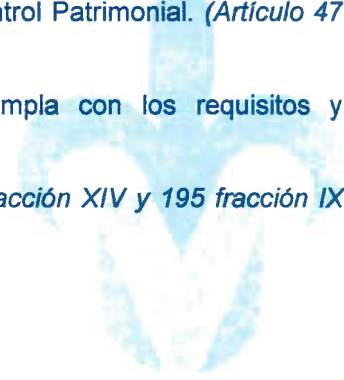 ntrol Patrimonial. (Artículo 47
mpla con los requisitos y
acción XIV y 195 fracción IX